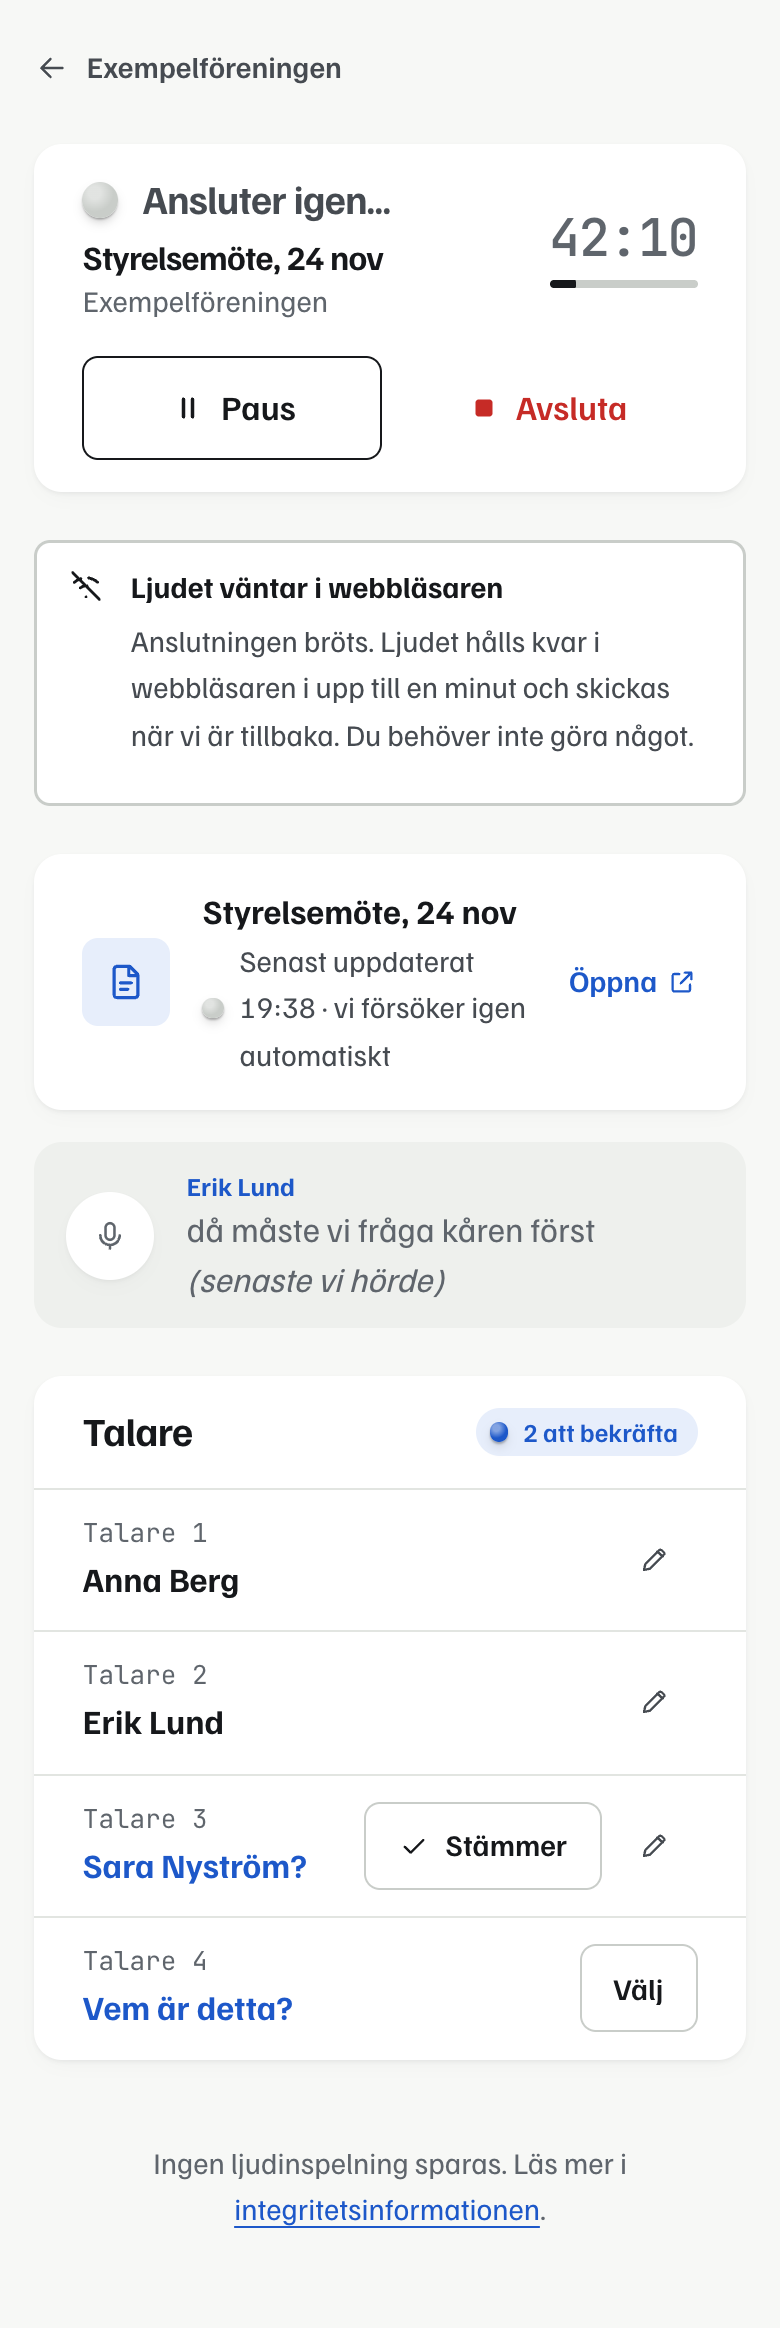 Exempelföreningen
Ansluter igen…
Styrelsemöte, 24 nov
Exempelföreningen
42:10
Paus
Avsluta
Ljudet väntar i webbläsaren
Anslutningen bröts. Ljudet hålls kvar i
webbläsaren i upp till en minut och skickas
när vi är tillbaka. Du behöver inte göra något.
Styrelsemöte, 24 nov
Senast uppdaterat
19:38 · vi försöker igen
automatiskt
Öppna
Erik Lund
då måste vi fråga kåren först
(senaste vi hörde)
Talare
2 att bekräfta
Talare 1
Anna Berg
Talare 2
Erik Lund
Talare 3
Sara Nyström?
Stämmer
Talare 4
Vem är detta?
Välj
Ingen ljudinspelning sparas. Läs mer i
integritetsinformationen.